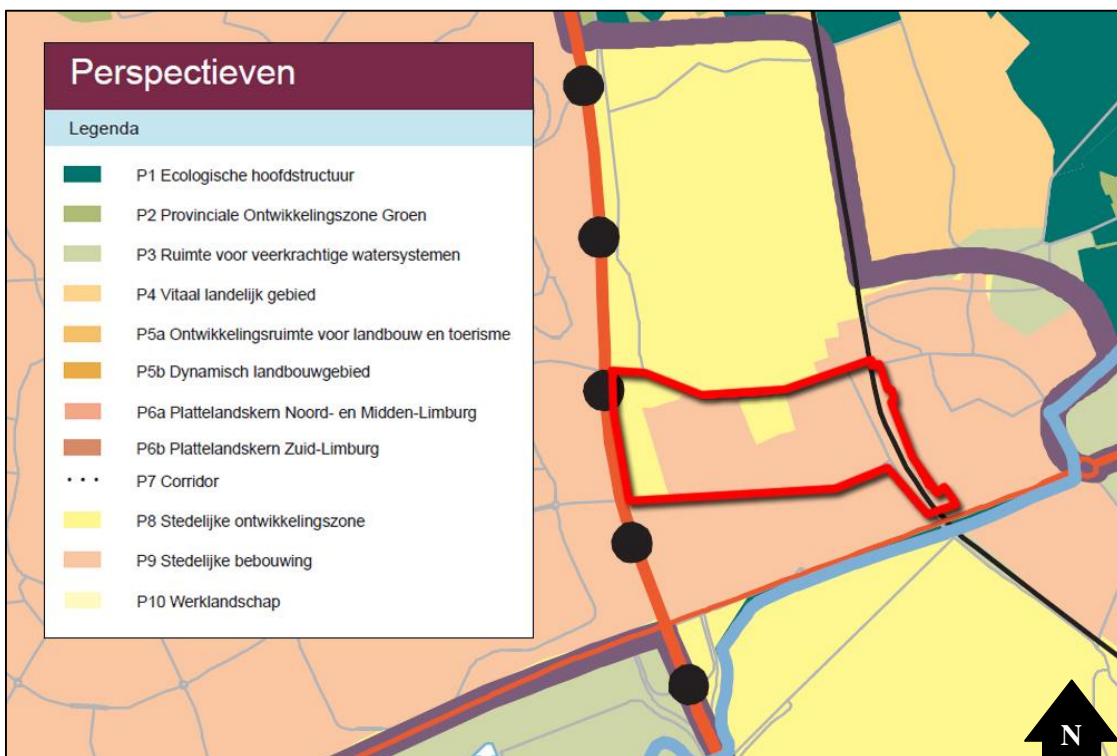 Perspectieven
Legenda
P1 Ecologische hoofdstructuur
P2 Provinciale Ontwikkelingszone Groen
P3 Ruimte voor veerkrachtige watersystemen
P4 Vitaal landelijk gebied
P5a Ontwikkelingsruimte voor landbouw en toerisme
P5b Dynamisch landbouwgebied
P6a Plattelandskern Noord- en Midden-Limburg
P6b Plattelandskern Zuid-Limburg
P7 Corridor
P8 Stedelijke ontwikkelingszone
P9 Stedelijke bebouwing
P10 Werklandschap
N